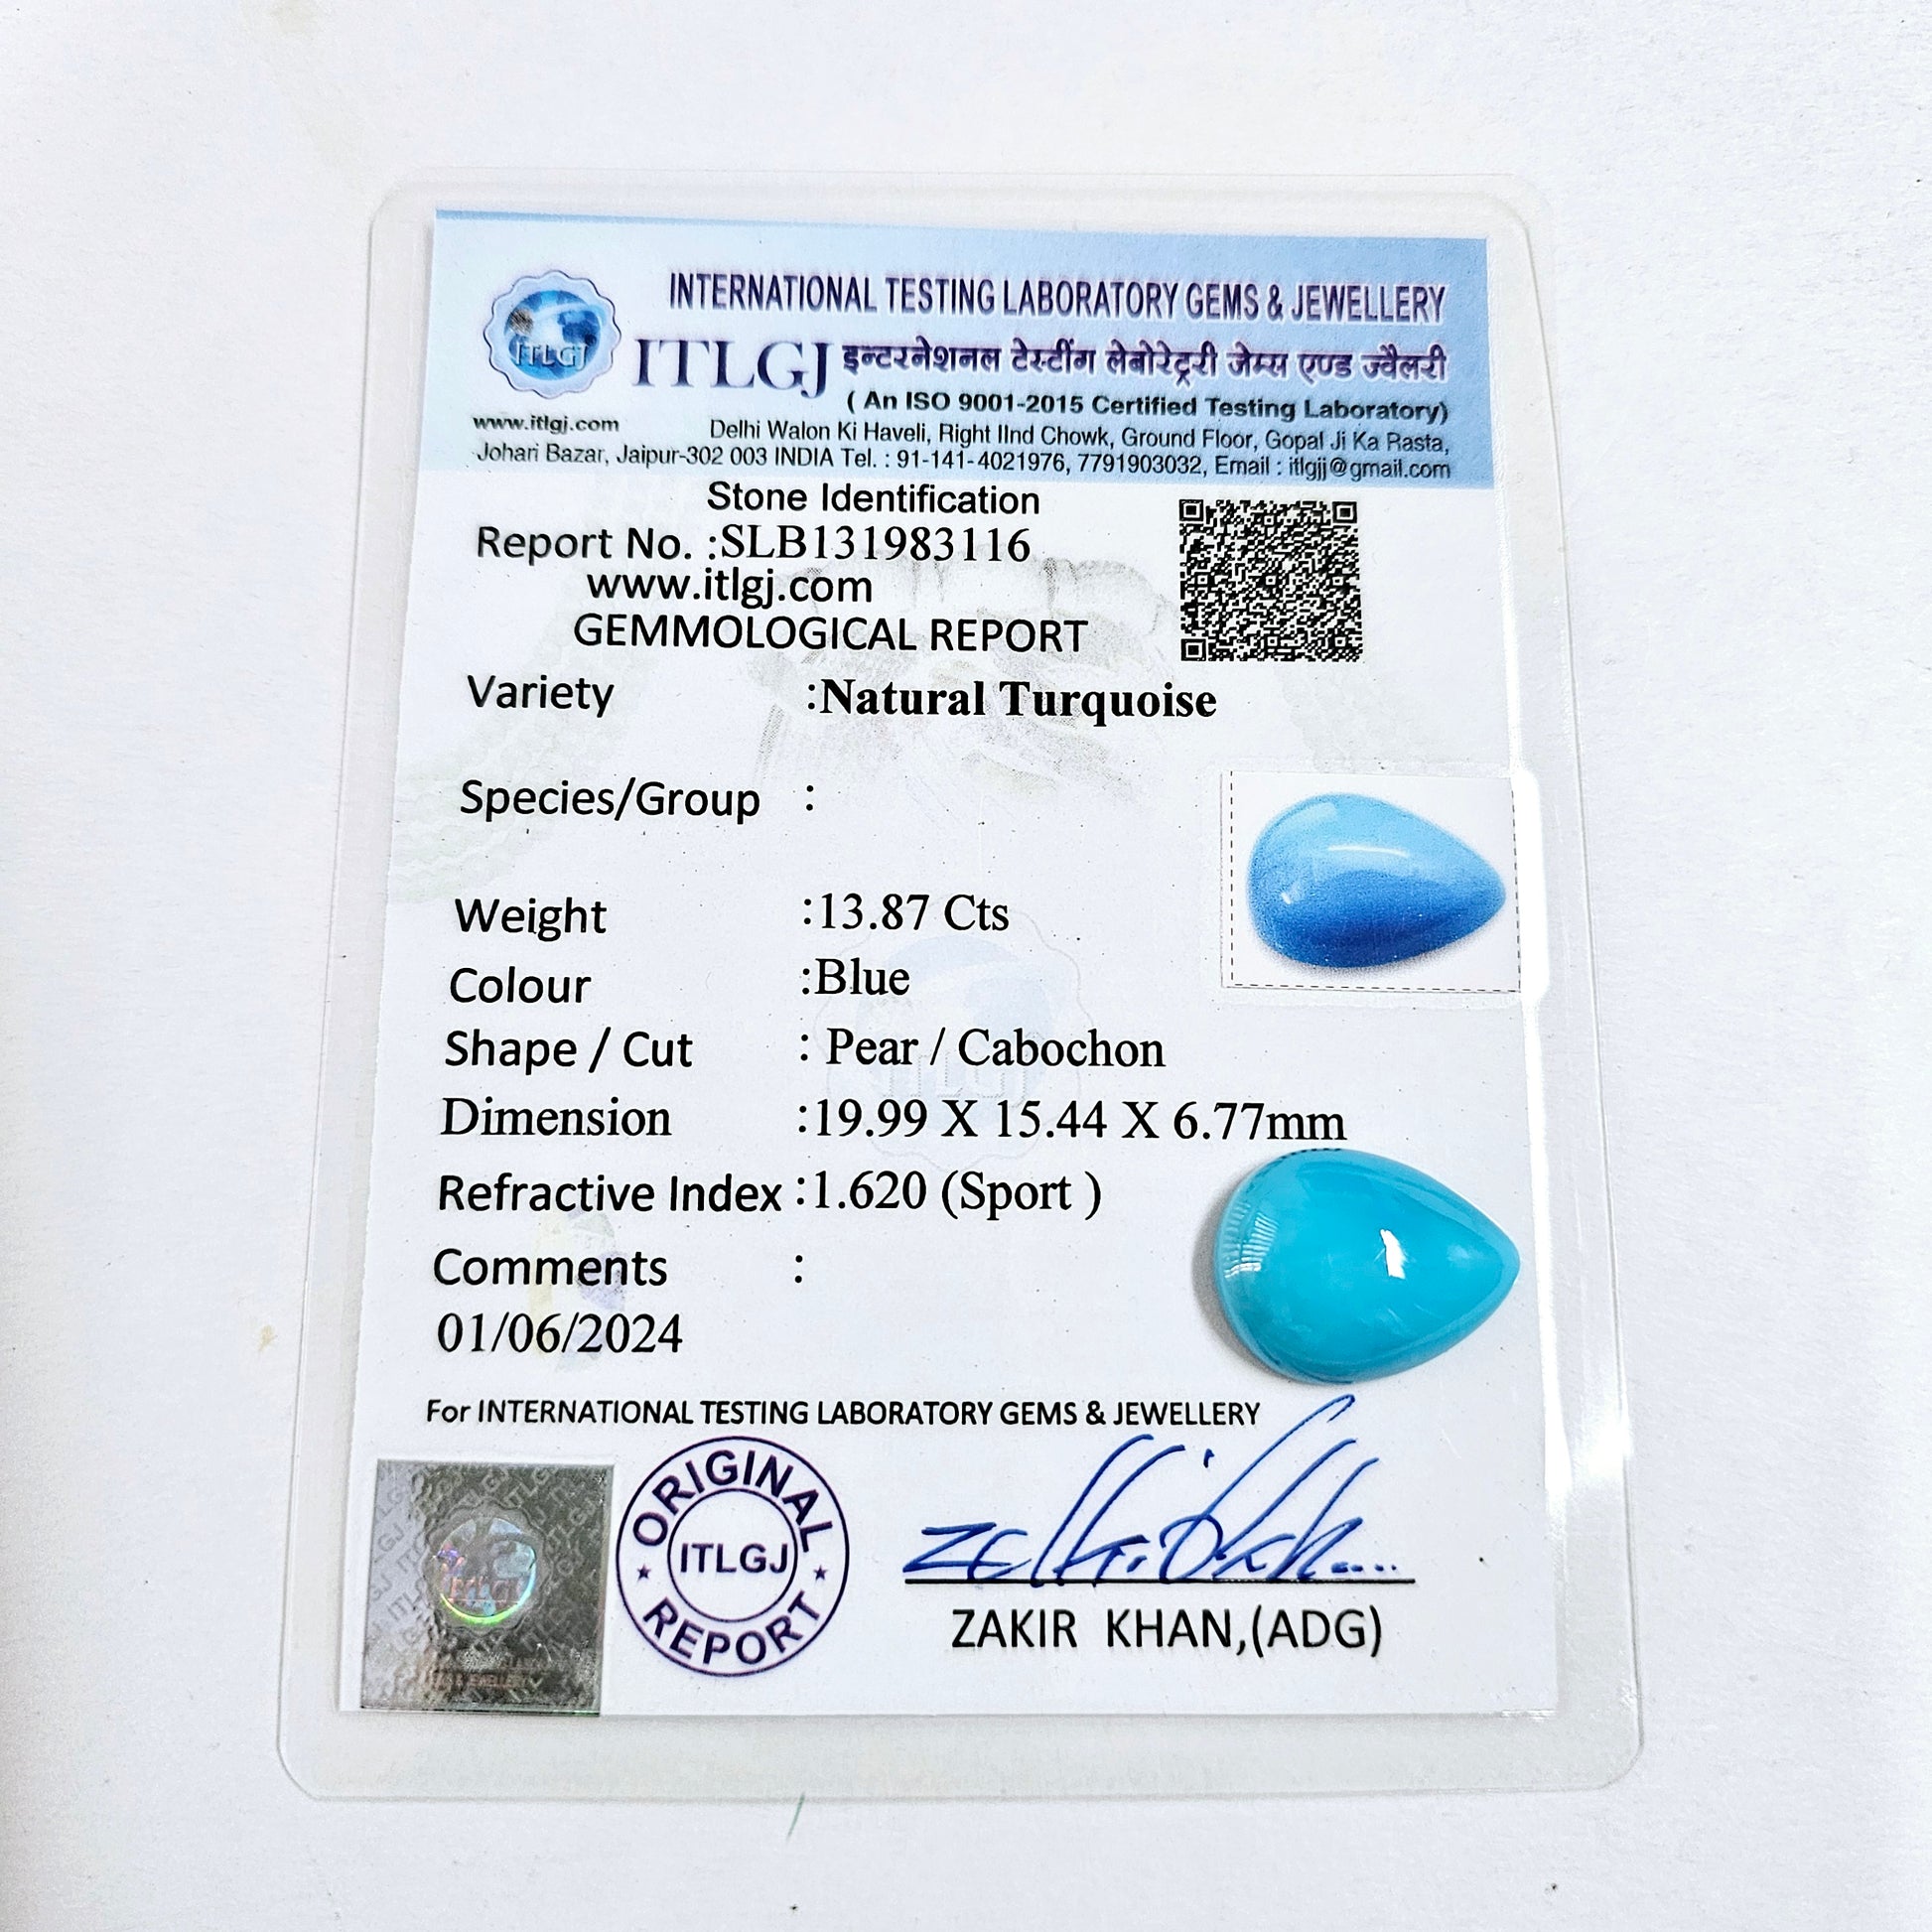 INTERNATIONAL TESTING LABORATORY GEMS & JEWELLERY
ITLGJ
ITLGJ इन्टरनेशनल टेस्टींग लेबोरेट्ररी जेम्स एण्ड ज्वैलरी
( An ISO 9001-2015 Certified Testing Laboratory)
www.itlgj.com Delhi Walon Ki Haveli, Right IInd Chowk, Ground Floor, Gopal Ji Ka Rasta,
Johari Bazar, Jaipur-302 003 INDIA Tel. : 91-141-4021976, 7791903032, Email : itlgjj@gmail.com
Stone Identification
Report No. :SLB131983116
www.itlgj.com
GEMMOLOGICAL REPORT
Variety :Natural Turquoise
Species/Group :
Weight :13.87 Cts
Colour :Blue
Shape / Cut : Pear / Cabochon
Dimension :19.99 X 15.44 X 6.77mm
Refractive Index :1.620 (Sport )
Comments :
01/06/2024
For INTERNATIONAL TESTING LABORATORY GEMS & JEWELLERY
ORIGINAL
ITLGJ
REPORT
ITLGJ
ZAKIR KHAN,(ADG)